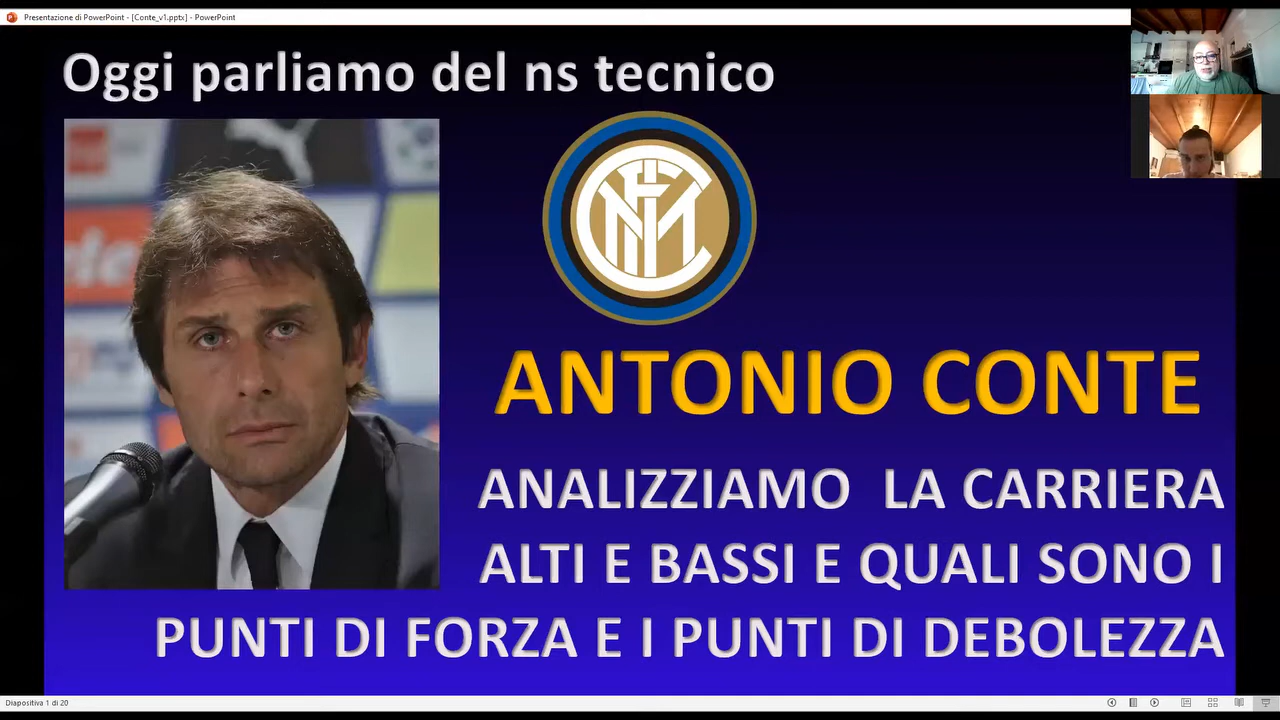 Presentazione di PowerPoint - [Conte_v1.pptx] - PowerPoint
Oggi parliamo del ns tecnico
ANTONIO CONTE
ANALIZZIAMO LA CARRIERA
ALTI E BASSI E QUALI SONO I
PUNTI DI FORZA E I PUNTI DI DEBOLEZZA
Diapositiva 1 di 20